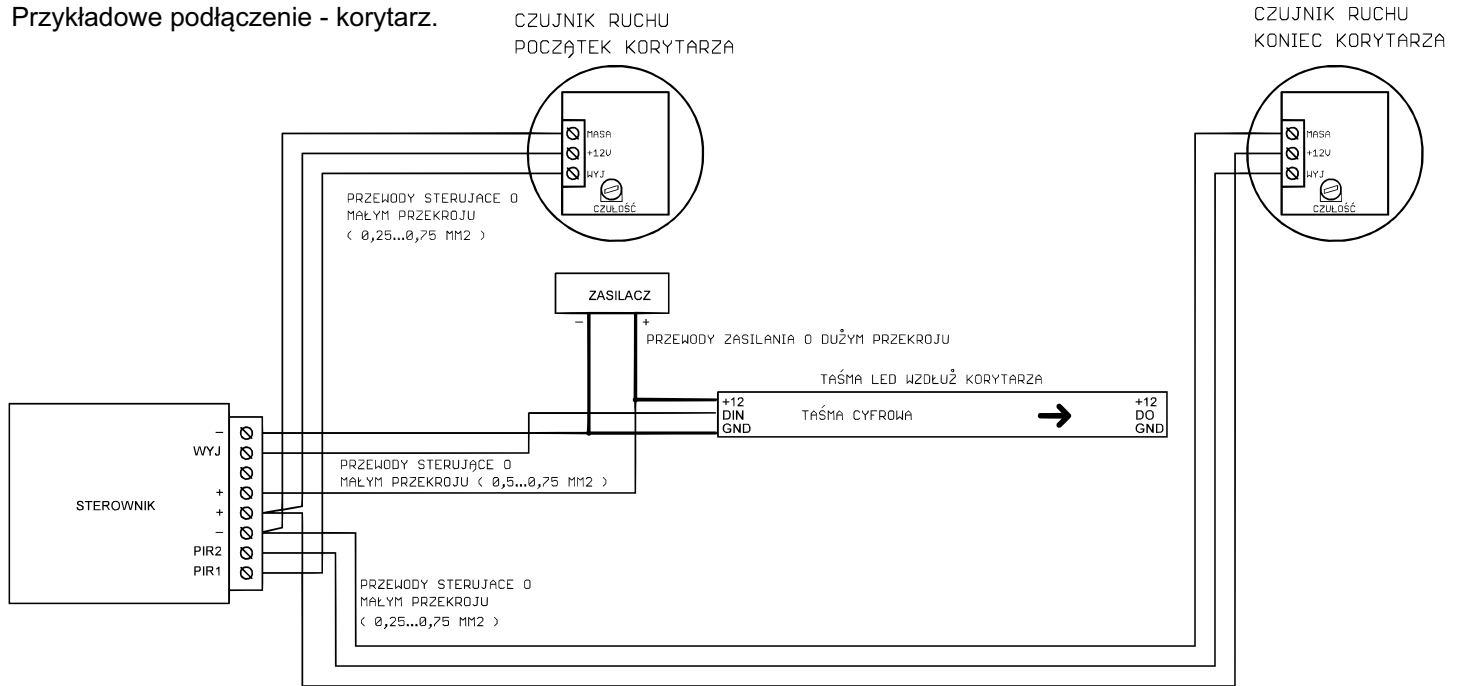 Przykładowe podłączenie - korytarz.
CZUJNIK RUCHU
POCZĄTEK KORYTARZA
CZUJNIK RUCHU
KONIEC KORYTARZA
MASA
+12V
WYJ
CZUŁOŚĆ
MASA
+12V
WYJ
CZUŁOŚĆ
PRZEWODY STERUJACE O
MAŁYM PRZEKROJU
( 0,25...0,75 MM2 )
ZASILACZ
- +
PRZEWODY ZASILANIA O DUŻYM PRZEKROJU
TAŚMA LED WZDŁUŻ KORYTARZA
+12
DIN
GND
TAŚMA CYFROWA
+12
DO
GND
STEROWNIK
-
WYJ
+
+
-
PIR2
PIR1
PRZEWODY STERUJĄCE O
MAŁYM PRZEKROJU ( 0,5...0,75 MM2 )
PRZEWODY STERUJACE O
MAŁYM PRZEKROJU
( 0,25...0,75 MM2 )